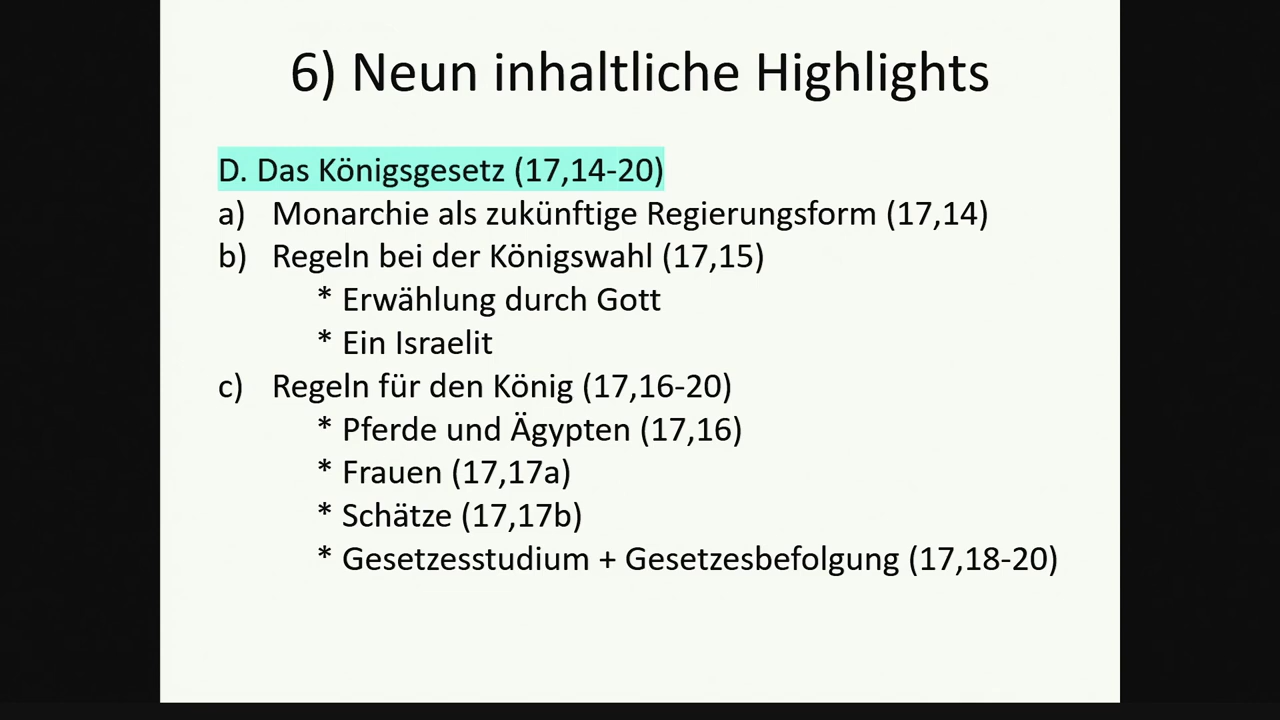 6) Neun inhaltliche Highlights
D. Das Königsgesetz (17,14-20)
a) Monarchie als zukünftige Regierungsform (17,14)
b) Regeln bei der Königswahl (17,15)
* Erwählung durch Gott
* Ein Israelit
c) Regeln für den König (17,16-20)
* Pferde und Ägypten (17,16)
* Frauen (17,17a)
* Schätze (17,17b)
* Gesetzesstudium + Gesetzesbefolgung (17,18-20)